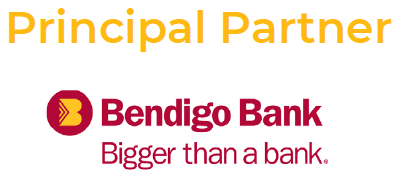 Principal Partner
Bendigo Bank
Bigger than a bank.